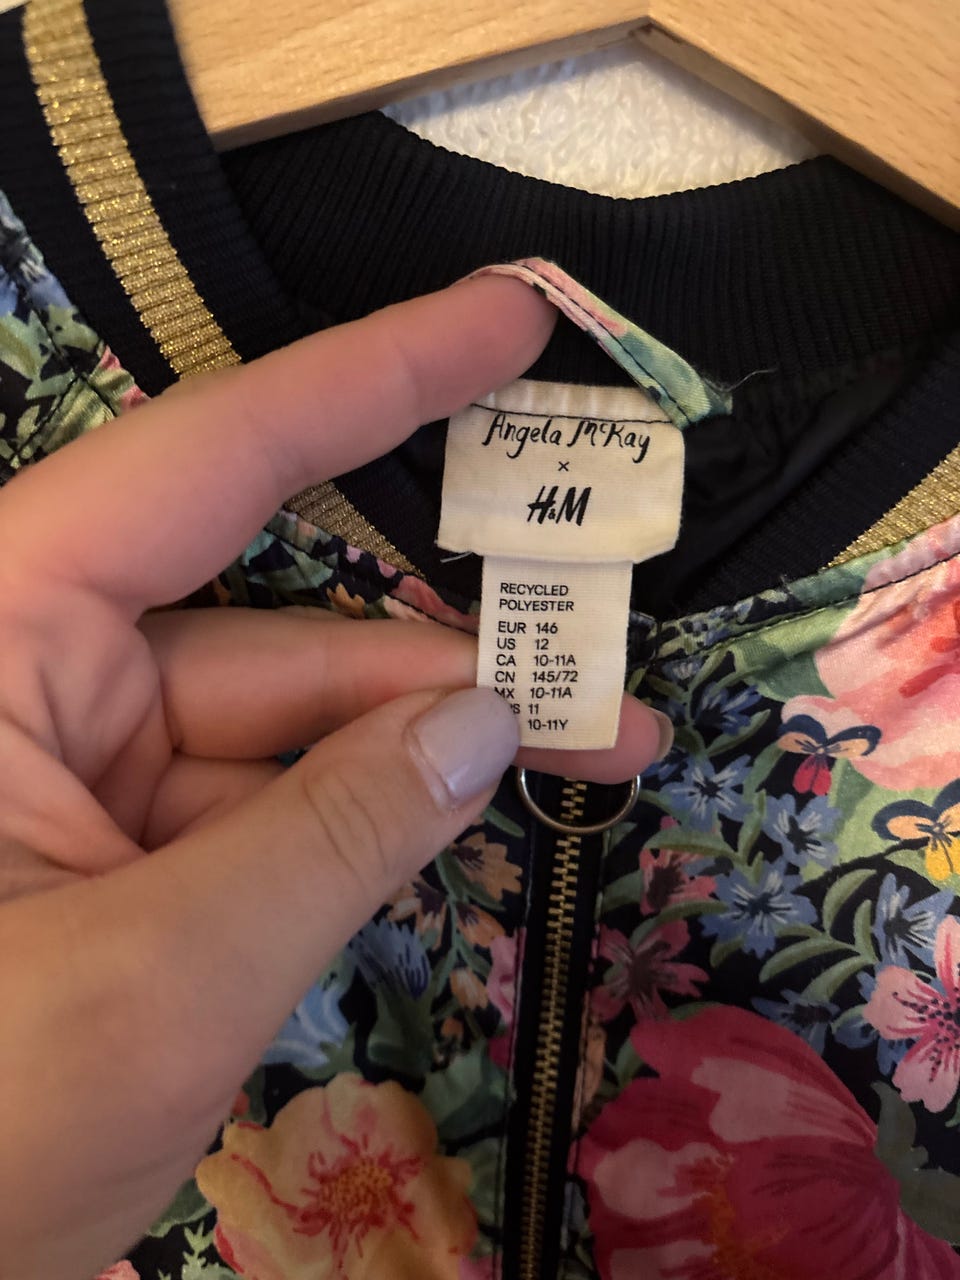 Angela McKay
×
H&M
RECYCLED
POLYESTER
EUR 146
US 12
CA 10-11A
CN 145/72
MX 10-11A
11
10-11Y